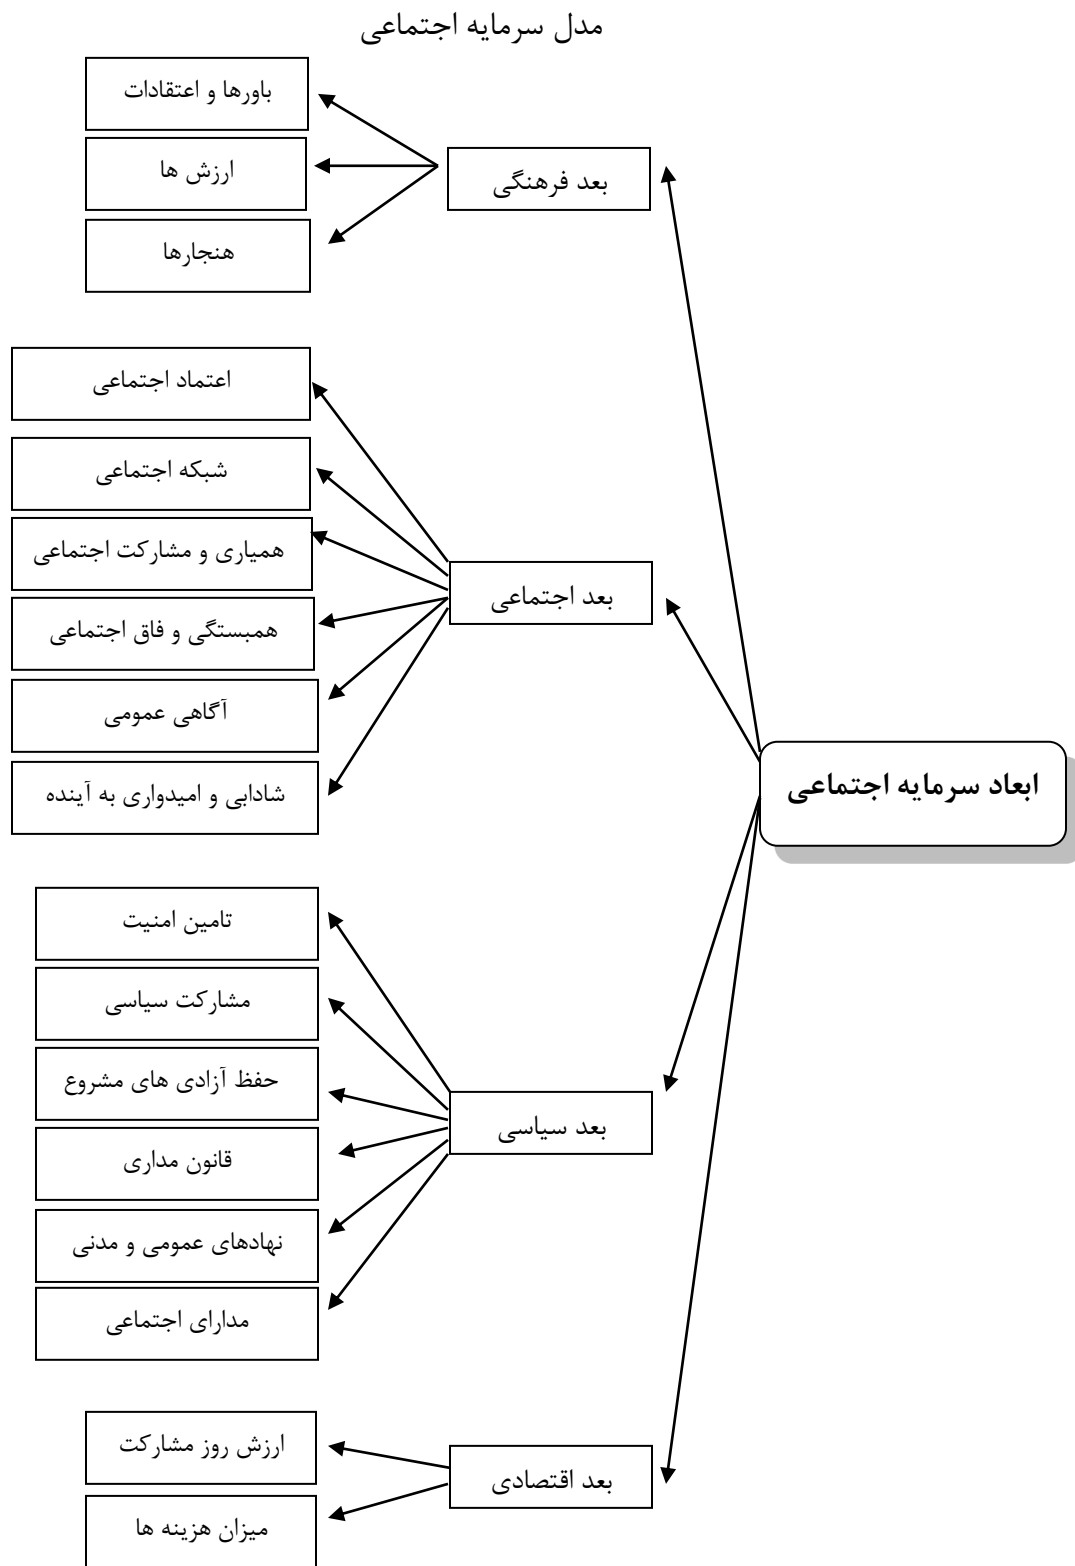 مدل سرمایه اجتماعی
ابعاد سرمایه اجتماعی
بعد فرهنگی
باورها و اعتقادات
ارزش ها
هنجارها
بعد اجتماعی
اعتماد اجتماعی
شبکه اجتماعی
همیاری و مشارکت اجتماعی
همبستگی و فاق اجتماعی
آگاهی عمومی
شادابی و امیدواری به آینده
بعد سیاسی
تامین امنیت
مشارکت سیاسی
حفظ آزادی های مشروع
قانون مداری
نهادهای عمومی و مدنی
مدارای اجتماعی
بعد اقتصادی
ارزش روز مشارکت
میزان هزینه ها